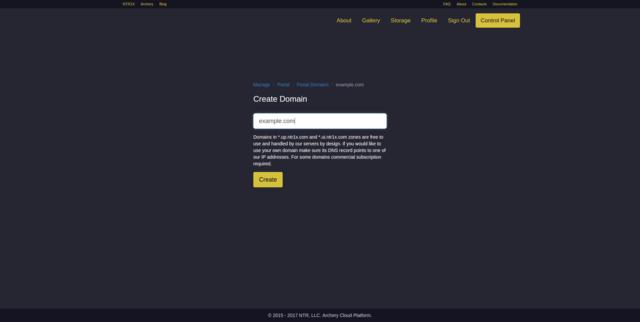 NTR1X Archery Blog FAQ About Contacts Documentation
About Gallery Storage Profile Sign Out Control Panel
Manage / Portal / Portal Domains / example.com
Create Domain
example.com
Domains in *.up.ntr1x.com and *.ui.ntr1x.com zones are free to
use and handled by our servers by design. If you would like to
use your own domain make sure its DNS record points to one of
our IP addresses. For some domains commercial subscription
required.
Create
© 2015 - 2017 NTR, LLC. Archery Cloud Platform.